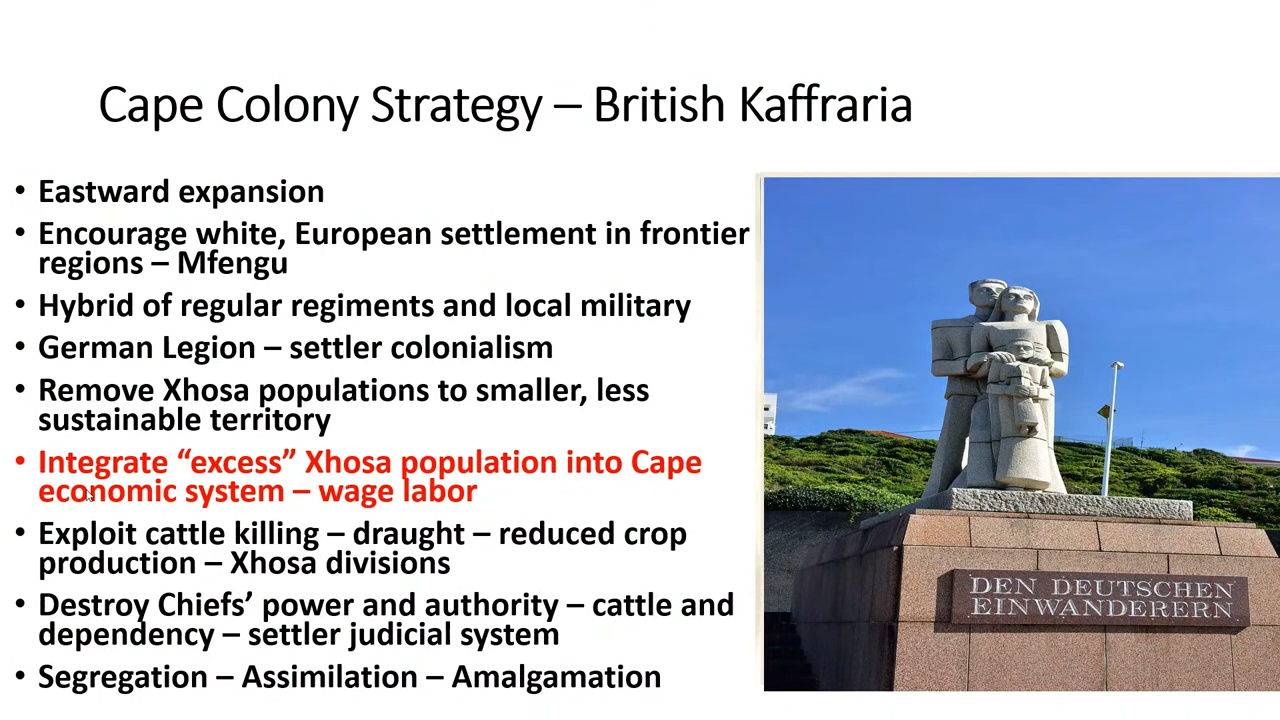 Cape Colony Strategy – British Kaffraria
• Eastward expansion
• Encourage white, European settlement in frontier
regions – Mfengu
• Hybrid of regular regiments and local military
• German Legion – settler colonialism
• Remove Xhosa populations to smaller, less
sustainable territory
• Integrate “excess” Xhosa population into Cape
economic system – wage labor
• Exploit cattle killing – draught – reduced crop
production – Xhosa divisions
• Destroy Chiefs’ power and authority – cattle and
dependency – settler judicial system
• Segregation – Assimilation – Amalgamation
DEN DEUTSCHEN
EINWANDERERN